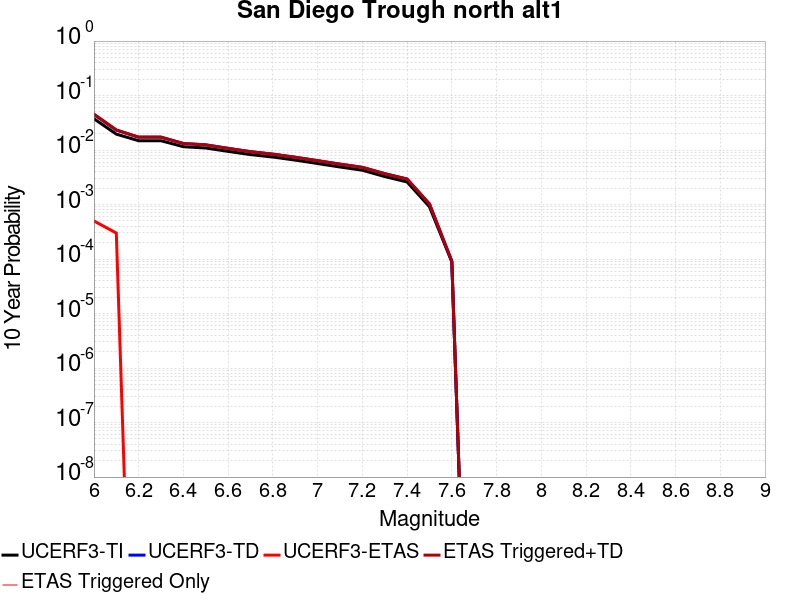 San Diego Trough north alt1
10^0
10^-1
10^-2
10^-3
10^-4
10^-5
10^-6
10^-7
10^-8
10 Year Probability
6 6.2 6.4 6.6 6.8 7 7.2 7.4 7.6 7.8 8 8.2 8.4 8.6 8.8 9
Magnitude
UCERF3-TI UCERF3-TD UCERF3-ETAS ETAS Triggered+TD
ETAS Triggered Only